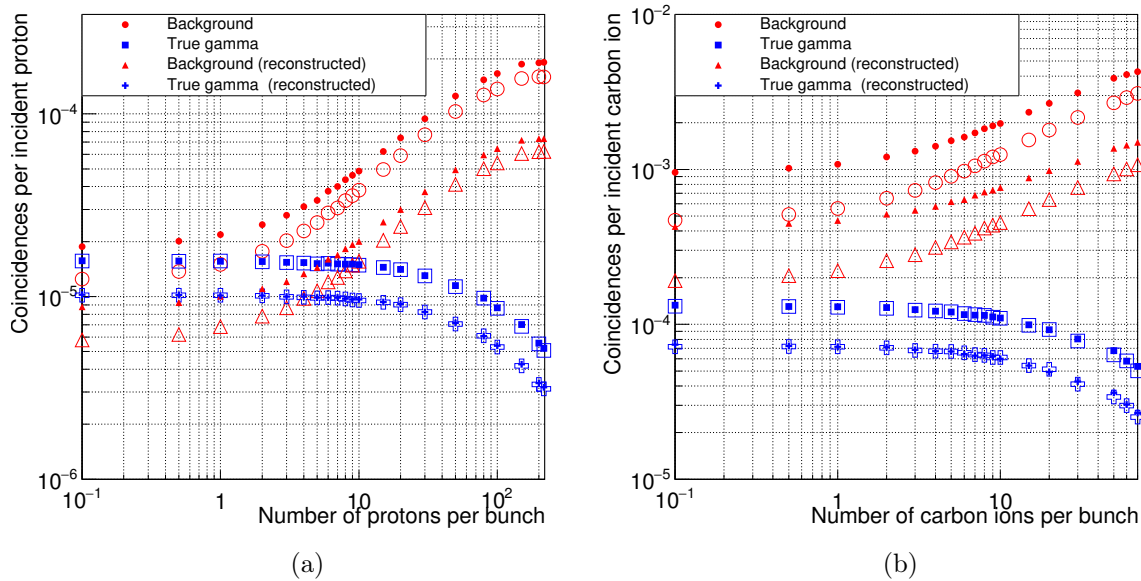 Background
True gamma
Background (reconstructed)
True gamma (reconstructed)
Coincidences per incident proton
10⁻⁴
10⁻⁵
10⁻⁶
10⁻¹ 1 10 10²
Number of protons per bunch
(a)
Background
True gamma
Background (reconstructed)
True gamma (reconstructed)
Coincidences per incident carbon ion
10⁻²
10⁻³
10⁻⁴
10⁻⁵
10⁻¹ 1 10
Number of carbon ions per bunch
(b)